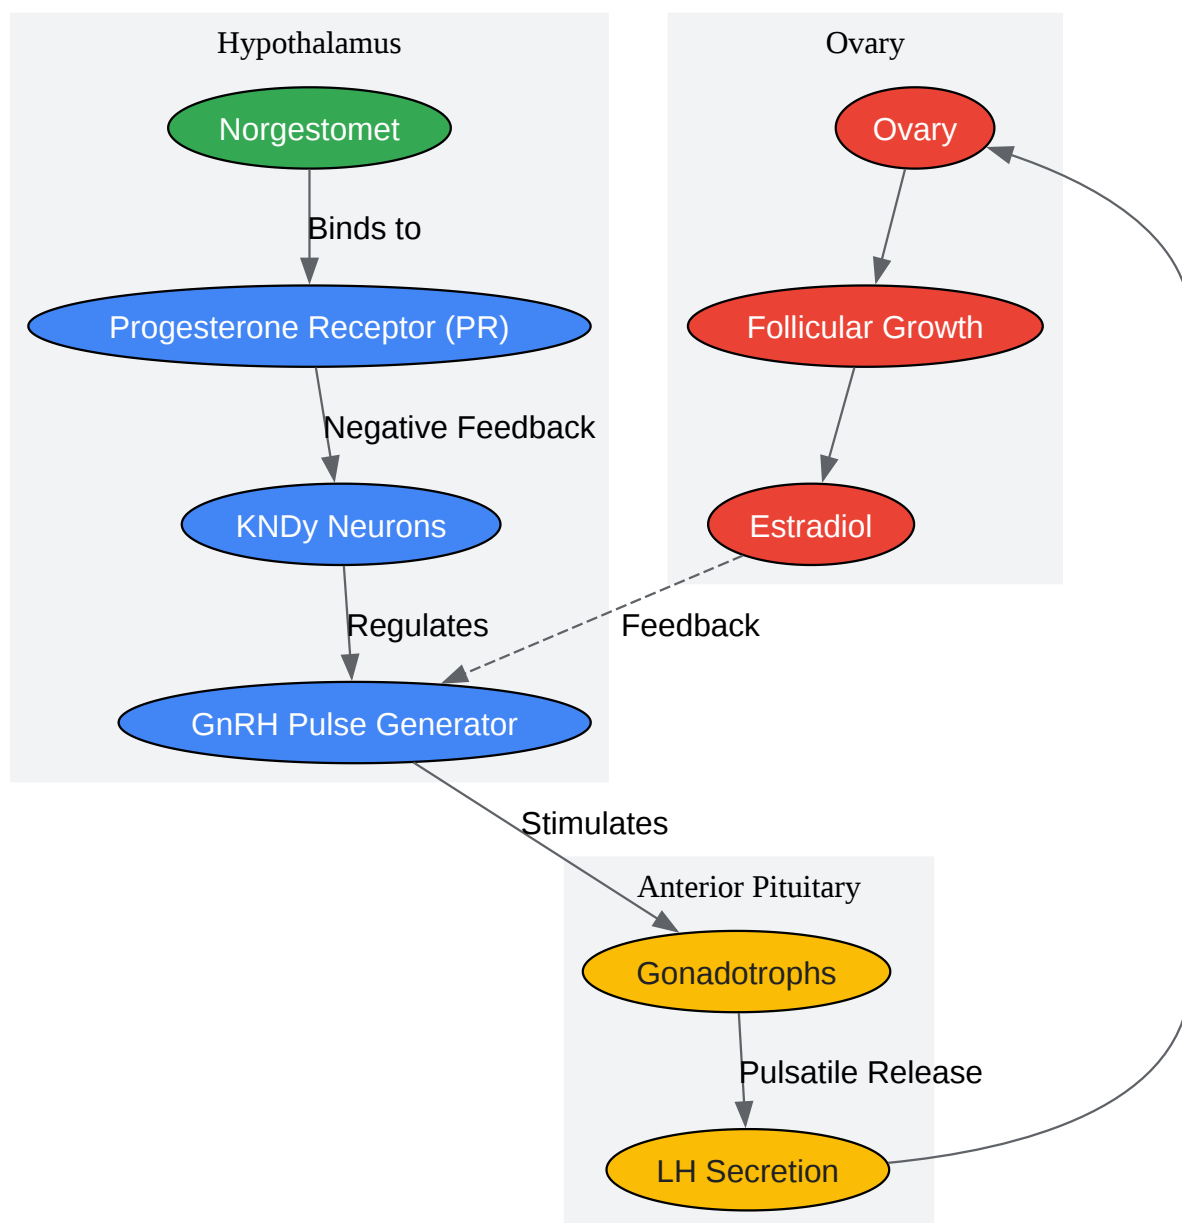 Hypothalamus
Ovary
Norgestomet
Ovary
Binds to
Progesterone Receptor (PR)
Follicular Growth
Negative Feedback
KNDy Neurons
Estradiol
Regulates
Feedback
GnRH Pulse Generator
Stimulates
Anterior Pituitary
Gonadotrophs
Pulsatile Release
LH Secretion